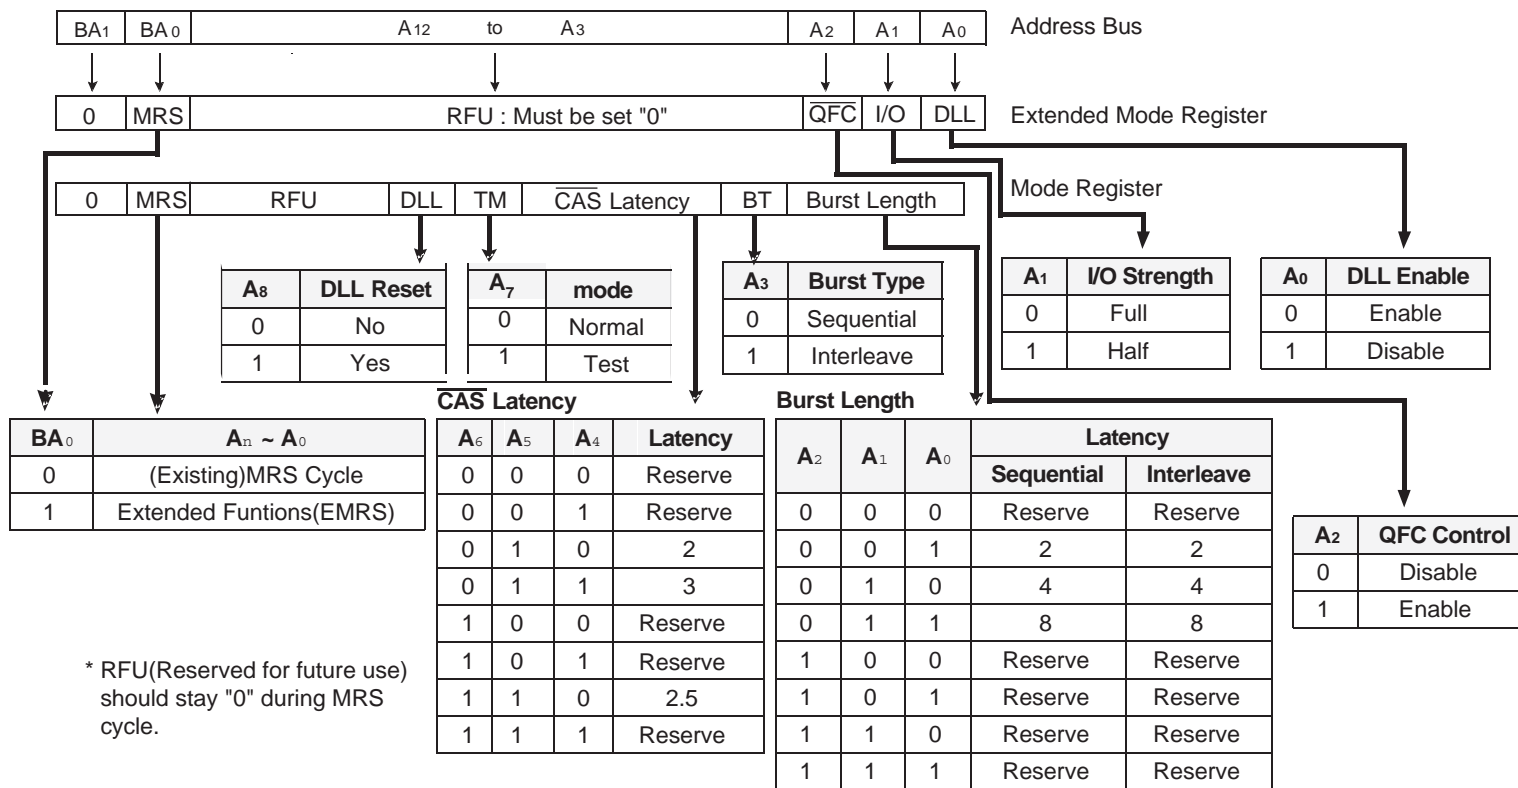 BA1 BA0 A12 to A3 A2 A1 A0 Address Bus
0 MRS RFU : Must be set "0" QFC I/O DLL Extended Mode Register
0 MRS RFU DLL TM CAS Latency BT Burst Length Mode Register
A8 DLL Reset
0 No
1 Yes
A7 mode
0 Normal
1 Test
A3 Burst Type
0 Sequential
1 Interleave
A1 I/O Strength
0 Full
1 Half
A0 DLL Enable
0 Enable
1 Disable
BA0 An ~ A0
0 (Existing)MRS Cycle
1 Extended Funtions(EMRS)
* RFU(Reserved for future use)
should stay "0" during MRS
cycle.
CAS Latency
A6 A5 A4 Latency
0 0 0 Reserve
0 0 1 Reserve
0 1 0 2
0 1 1 3
1 0 0 Reserve
1 0 1 Reserve
1 1 0 2.5
1 1 1 Reserve
Burst Length
A2 A1 A0 Latency
Sequential Interleave
0 0 0 Reserve Reserve
0 0 1 2 2
0 1 0 4 4
0 1 1 8 8
1 0 0 Reserve Reserve
1 0 1 Reserve Reserve
1 1 0 Reserve Reserve
1 1 1 Reserve Reserve
A2 QFC Control
0 Disable
1 Enable